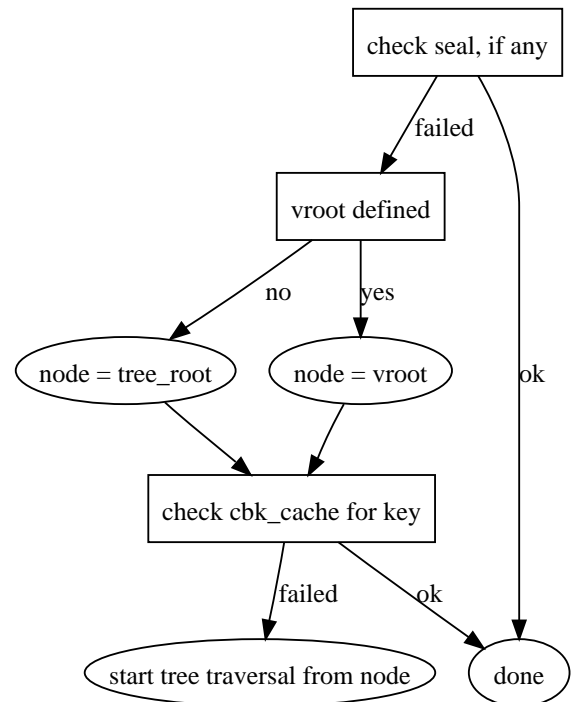 check seal, if any
failed
vroot defined
no
yes
node = tree_root
node = vroot
ok
check cbk_cache for key
failed
ok
start tree traversal from node
done